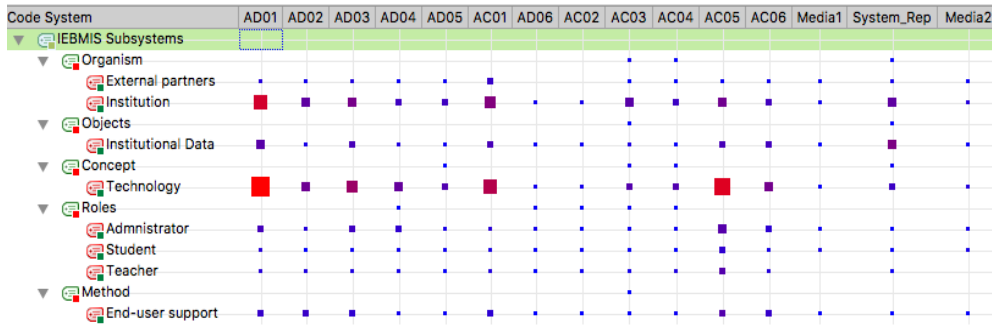 Code System AD01 AD02 AD03 AD04 AD05 AC01 AD06 AC02 AC03 AC04 AC05 AC06 Media1 System_Rep Media2
IEBMIS Subsystems
Organism
External partners
Institution
Objects
Institutional Data
Concept
Technology
Roles
Admnistrator
Student
Teacher
Method
End-user support